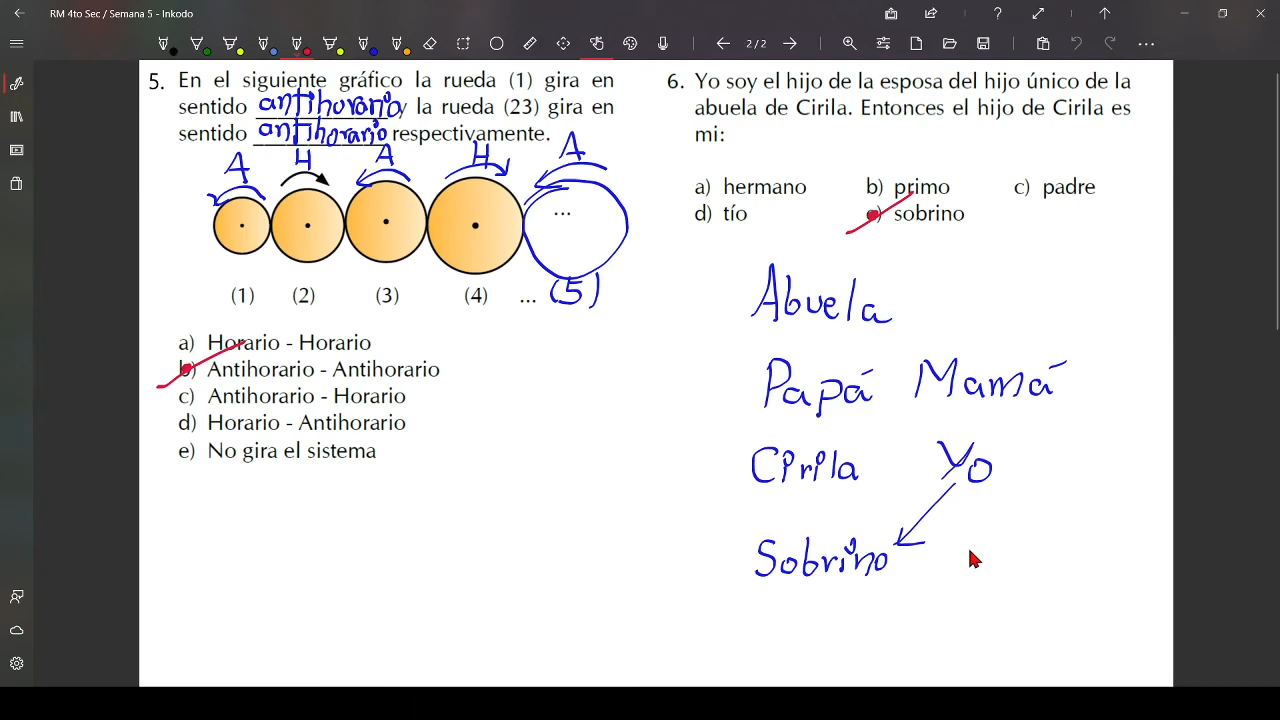 RM 4to Sec / Semana 5 - Inkodo
2/2
5. En el siguiente gráfico la rueda (1) gira en
sentido antihorario y la rueda (23) gira en
sentido antihorario respectivamente.
A H A H A
...
(1) (2) (3) (4) ... (5)
a) Horario - Horario
b) Antihorario - Antihorario
c) Antihorario - Horario
d) Horario - Antihorario
e) No gira el sistema
6. Yo soy el hijo de la esposa del hijo único de la
abuela de Cirila. Entonces el hijo de Cirila es
mi:
a) hermano b) primo c) padre
d) tío e) sobrino
Abuela
Papá Mamá
Cirila Yo
Sobrino